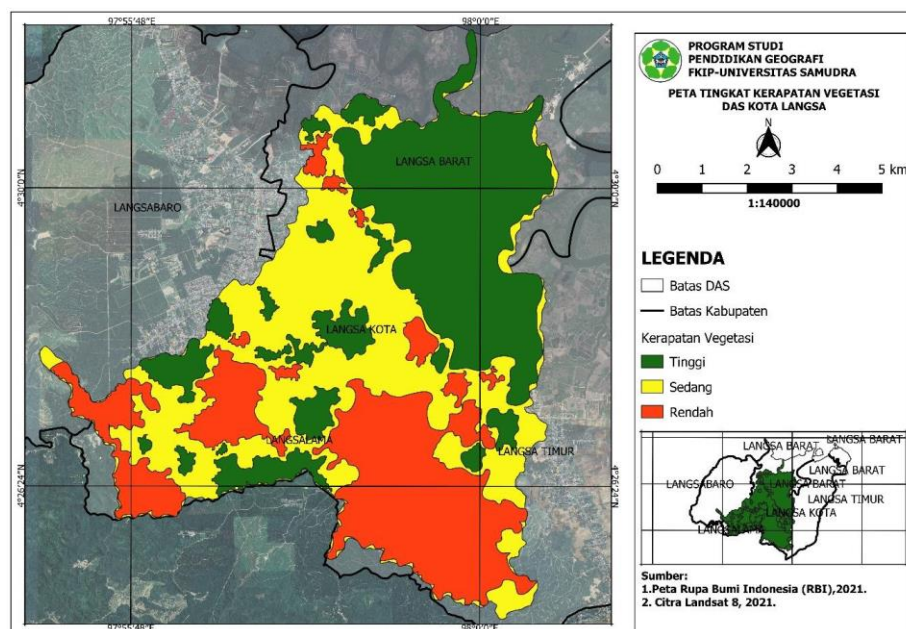 97°55'48"E
98°0'0"E
4°30'0"N
4°26'24"N
LANGSA BARAT
LANGSABARO
LANGSA KOTA
LANGSALAMA
LANGSA TIMUR
4°30'0"N
4°26'24"N
97°55'48"E
98°0'0"E
PROGRAM STUDI
PENDIDIKAN GEOGRAFI
FKIP-UNIVERSITAS SAMUDRA
PETA TINGKAT KERAPATAN VEGETASI
DAS KOTA LANGSA
N
0 1 2 3 4 5 km
1:140000
LEGENDA
Batas DAS
Batas Kabupaten
Kerapatan Vegetasi
Tinggi
Sedang
Rendah
LANGSA BARAT
LANGSA BARAT
LANGSA BARAT
LANGSABARO
LANGSA BARAT
LANGSA TIMUR
LANGSA KOTA
LANGSALAMA
Sumber:
1.Peta Rupa Bumi Indonesia (RBI),2021.
2. Citra Landsat 8, 2021.